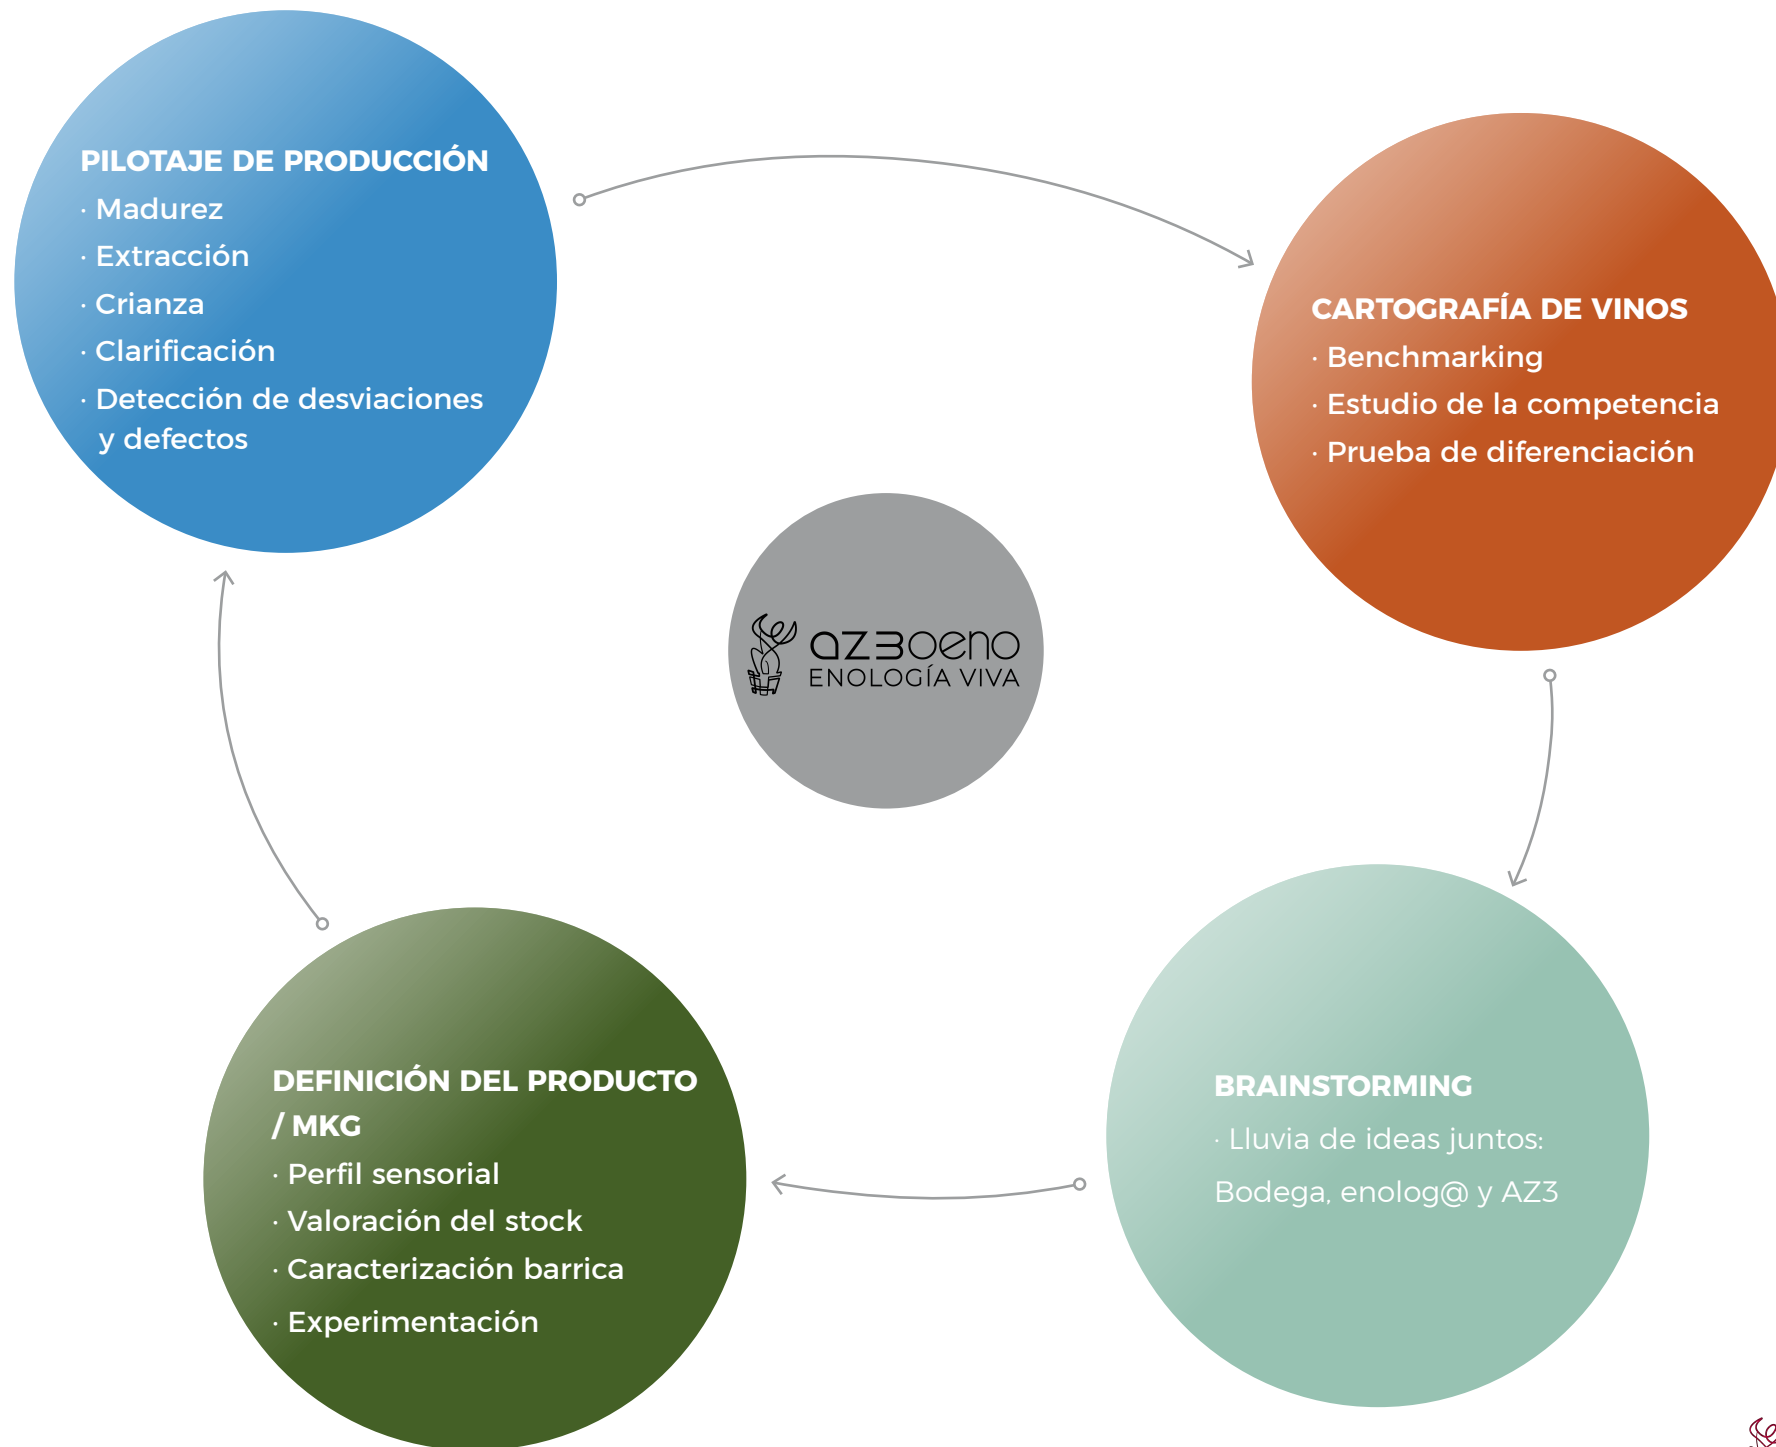 PILOTAJE DE PRODUCCIÓN
· Madurez
· Extracción
· Crianza
· Clarificación
· Detección de desviaciones
y defectos
CARTOGRAFÍA DE VINOS
· Benchmarking
· Estudio de la competencia
· Prueba de diferenciación
az3oeno
ENOLOGÍA VIVA
DEFINICIÓN DEL PRODUCTO
/ MKG
· Perfil sensorial
· Valoración del stock
· Caracterización barrica
· Experimentación
BRAINSTORMING
· Lluvia de ideas juntos:
Bodega, enolog@ y AZ3